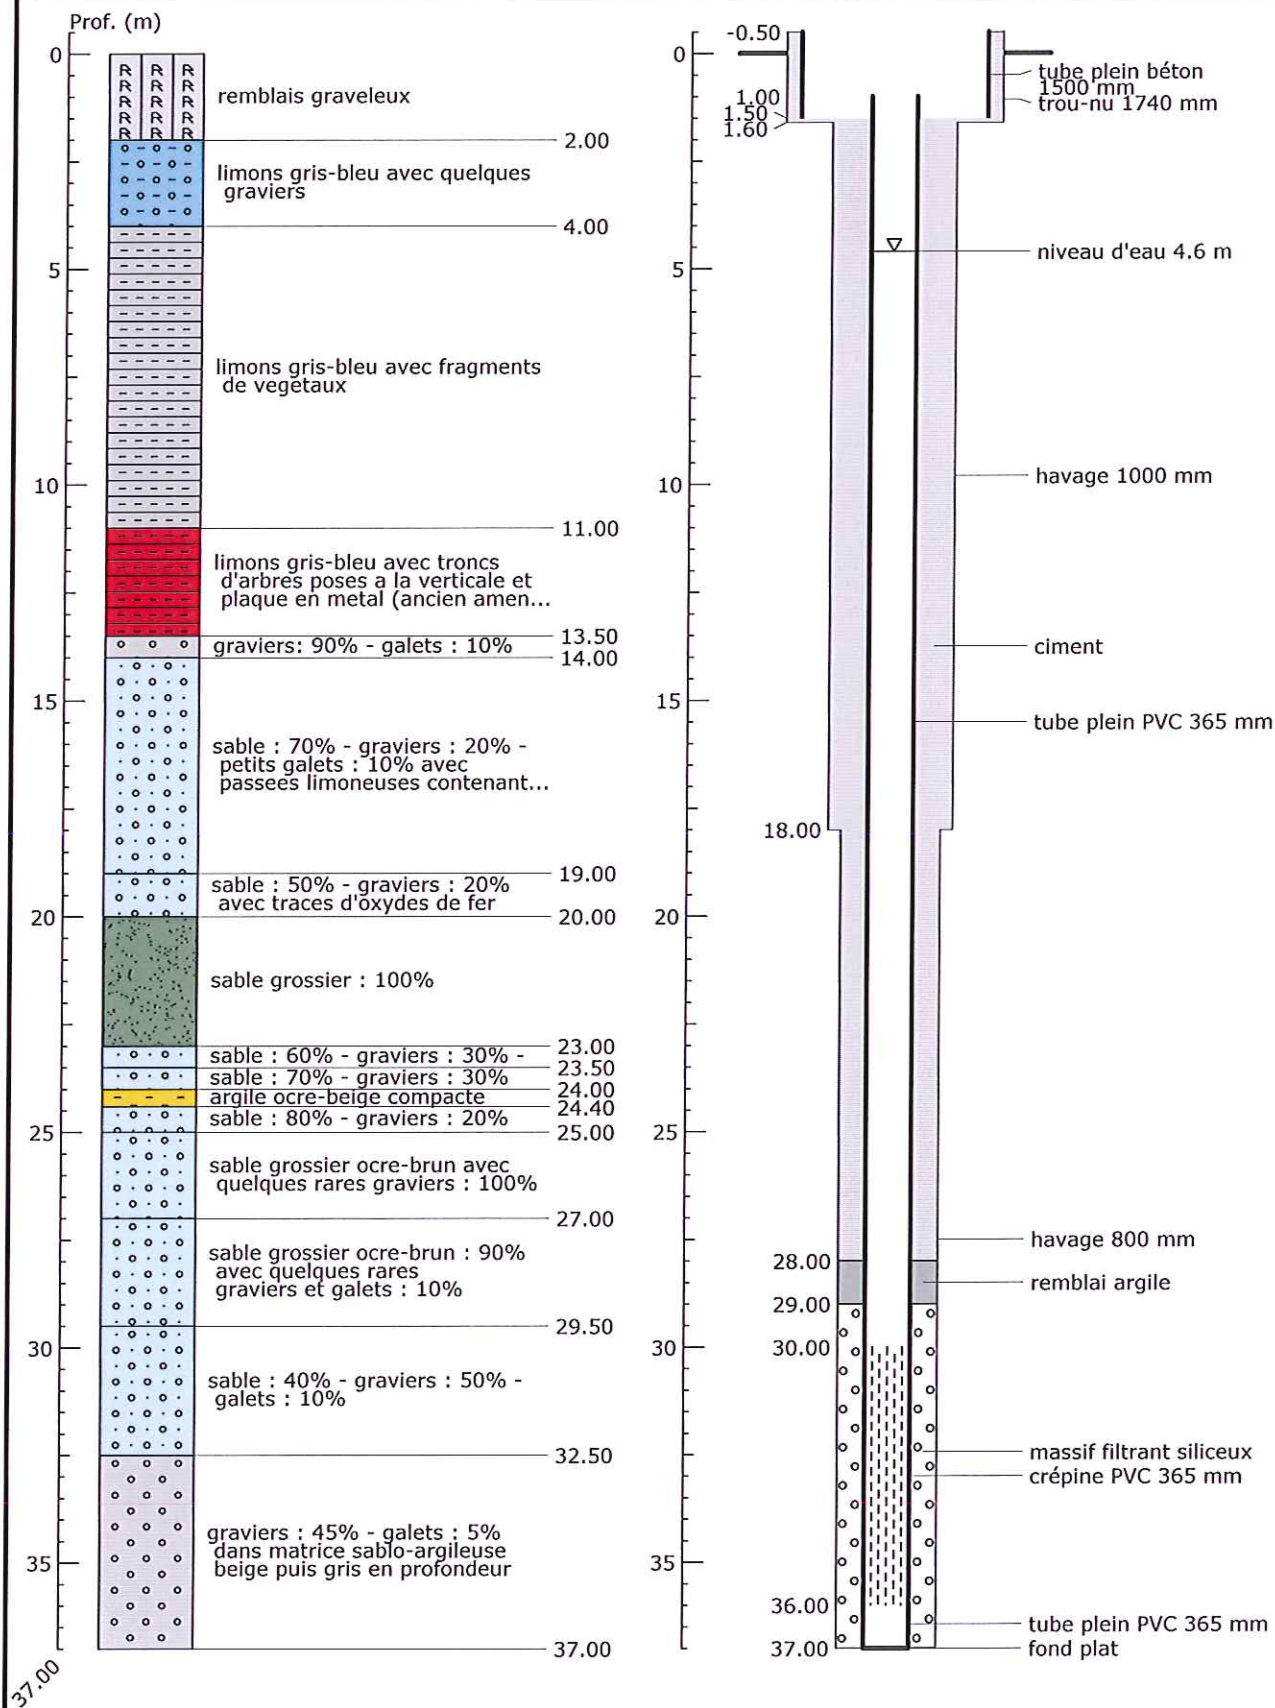 Prof. (m)
0
5
10
15
20
25
30
35
37.00
R R R
R R R
R R R
R R R
R R R
remblais graveleux
2.00
limons gris-bleu avec quelques
graviers
4.00
limons gris-bleu avec fragments
de vegetaux
11.00
limons gris-bleu avec troncs
d'arbres poses a la verticale et
plaque en metal (ancien amen...
13.50
graviers: 90% - galets : 10%
14.00
sable : 70% - graviers : 20% -
petits galets : 10% avec
passees limoneuses contenant...
19.00
sable : 50% - graviers : 20%
avec traces d'oxydes de fer
20.00
sable grossier : 100%
23.00
sable : 60% - graviers : 30% -
23.50
sable : 70% - graviers : 30%
24.00
argile ocre-beige compacte
24.40
sable : 80% - graviers : 20%
25.00
sable grossier ocre-brun avec
quelques rares graviers : 100%
27.00
sable grossier ocre-brun : 90%
avec quelques rares
graviers et galets : 10%
29.50
sable : 40% - graviers : 50% -
galets : 10%
32.50
graviers : 45% - galets : 5%
dans matrice sablo-argileuse
beige puis gris en profondeur
37.00
0
5
10
15
20
25
30
35
-0.50
1.00
1.50
1.60
18.00
28.00
29.00
30.00
36.00
37.00
tube plein béton
1500 mm
trou-nu 1740 mm
niveau d'eau 4.6 m
havage 1000 mm
ciment
tube plein PVC 365 mm
havage 800 mm
remblai argile
massif filtrant siliceux
crépine PVC 365 mm
tube plein PVC 365 mm
fond plat